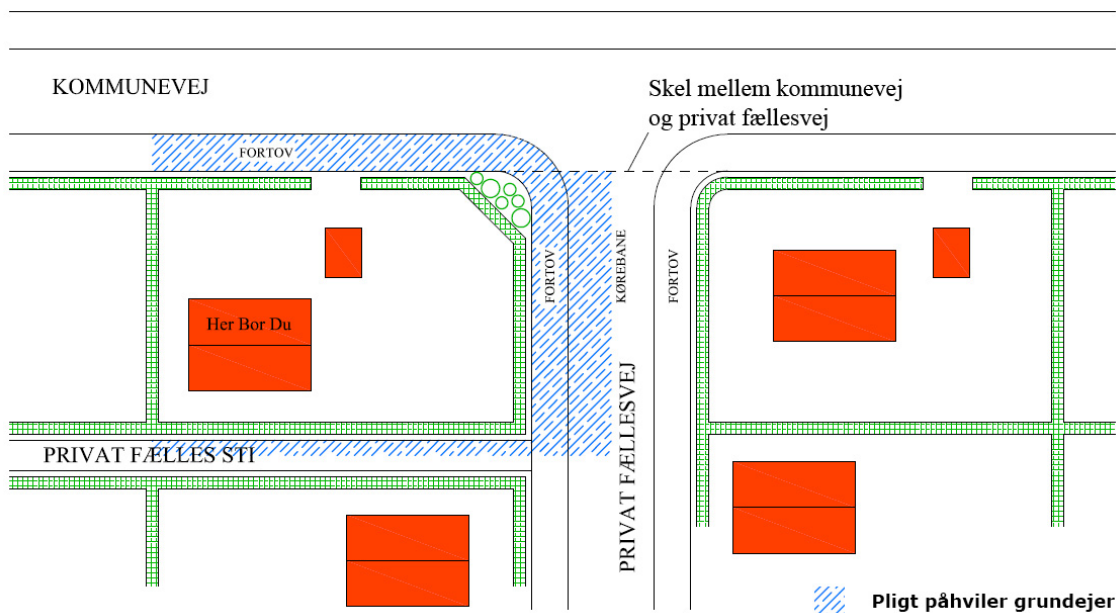 KOMMUNEVEJ
Skel mellem kommunevej
og privat fællesvej
FORTOV
FORTOV
KØREBANE
FORTOV
Her Bor Du
PRIVAT FÆLLESVEJ
PRIVAT FÆLLES STI
Pligt påhviler grundejer